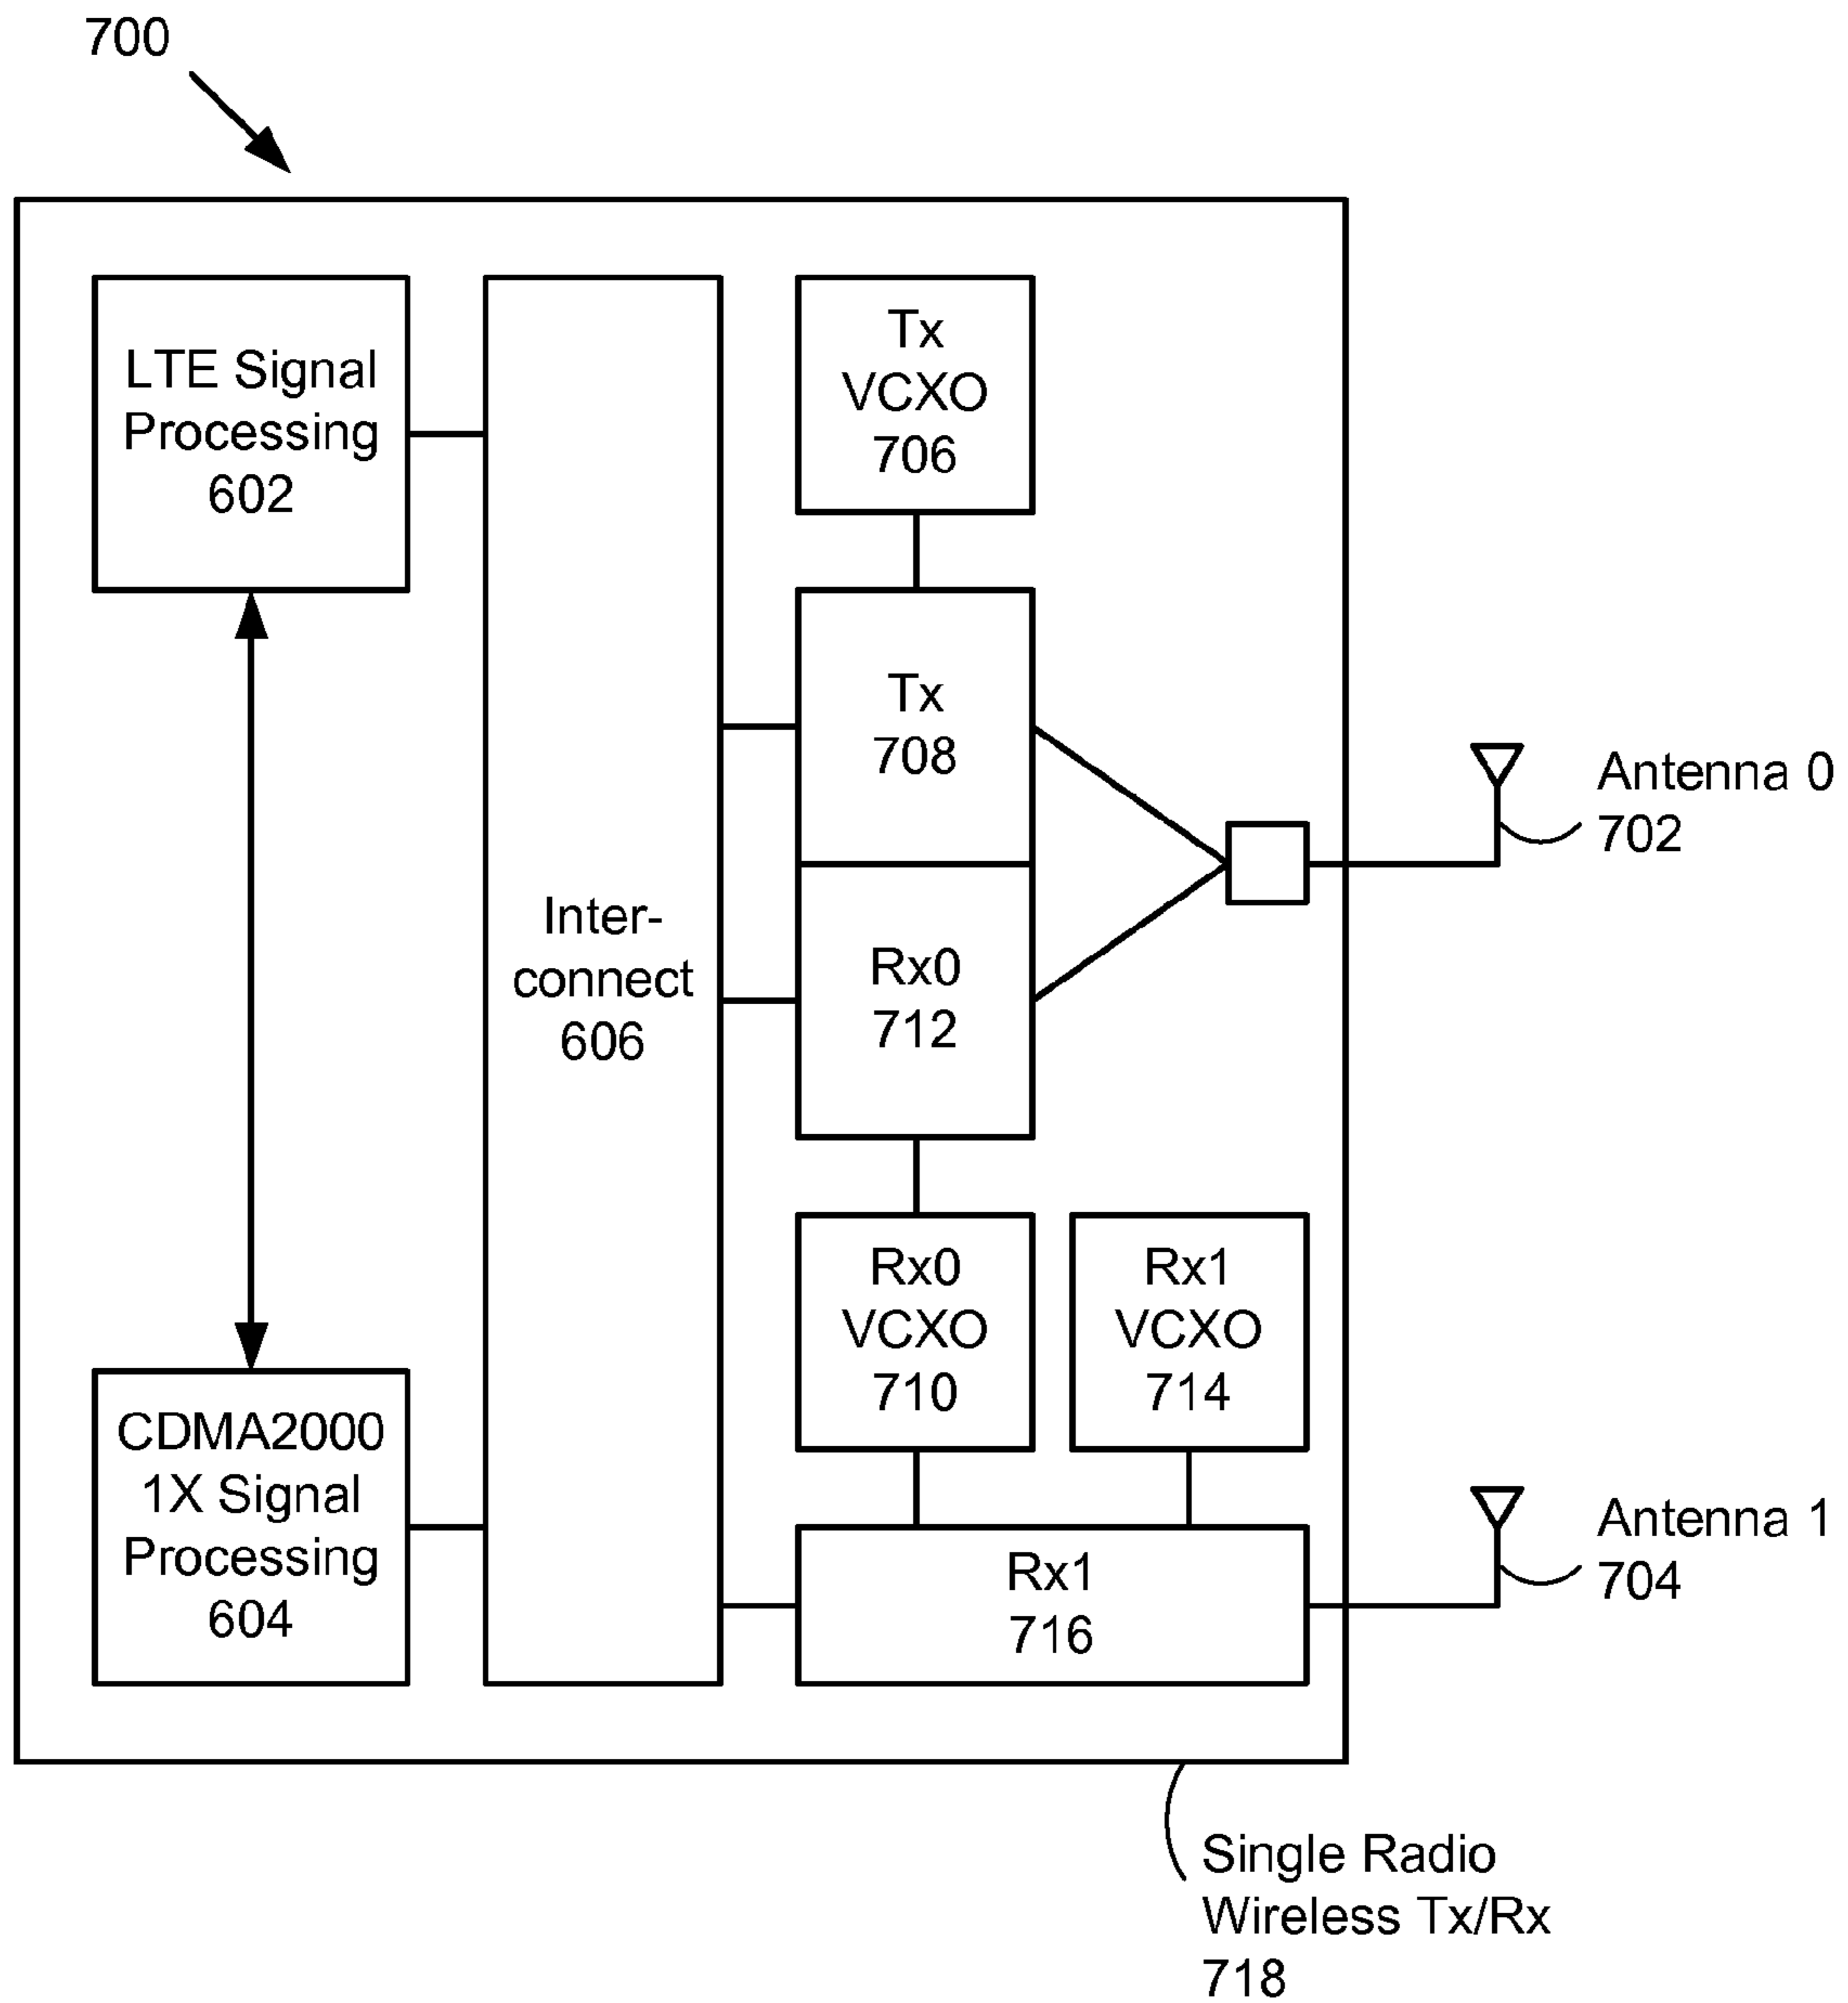 700
LTE Signal
Processing
602
Tx
VCXO
706
Tx
708
Antenna 0
702
Inter-
connect
606
Rx0
712
Rx0
VCXO
710
Rx1
VCXO
714
CDMA2000
1X Signal
Processing
604
Rx1
716
Antenna 1
704
Single Radio
Wireless Tx/Rx
718